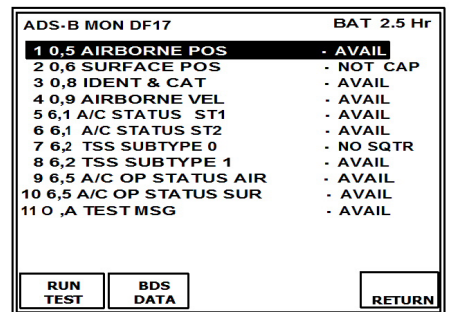 ADS-B MON DF17 BAT 2.5 Hr
1 0,5 AIRBORNE POS - AVAIL
2 0,6 SURFACE POS - NOT CAP
3 0,8 IDENT & CAT - AVAIL
4 0,9 AIRBORNE VEL - AVAIL
5 6,1 A/C STATUS ST1 - AVAIL
6 6,1 A/C STATUS ST2 - AVAIL
7 6,2 TSS SUBTYPE 0 - NO SQTR
8 6,2 TSS SUBTYPE 1 - AVAIL
9 6,5 A/C OP STATUS AIR - AVAIL
10 6,5 A/C OP STATUS SUR - AVAIL
11 0 ,A TEST MSG - AVAIL
RUN TEST
BDS DATA
RETURN